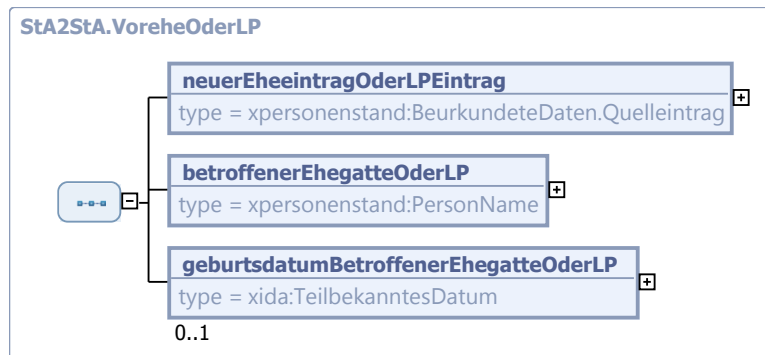 StA2StA.VoreheOderLP
neuerEheeintragOderLPEintrag
type = xpersonenstand:BeurkundeteDaten.Quelleintrag
betroffenerEhegatteOderLP
type = xpersonenstand:PersonName
geburtsdatumBetroffenerEhegatteOderLP
type = xida:TeilbekanntesDatum
0..1